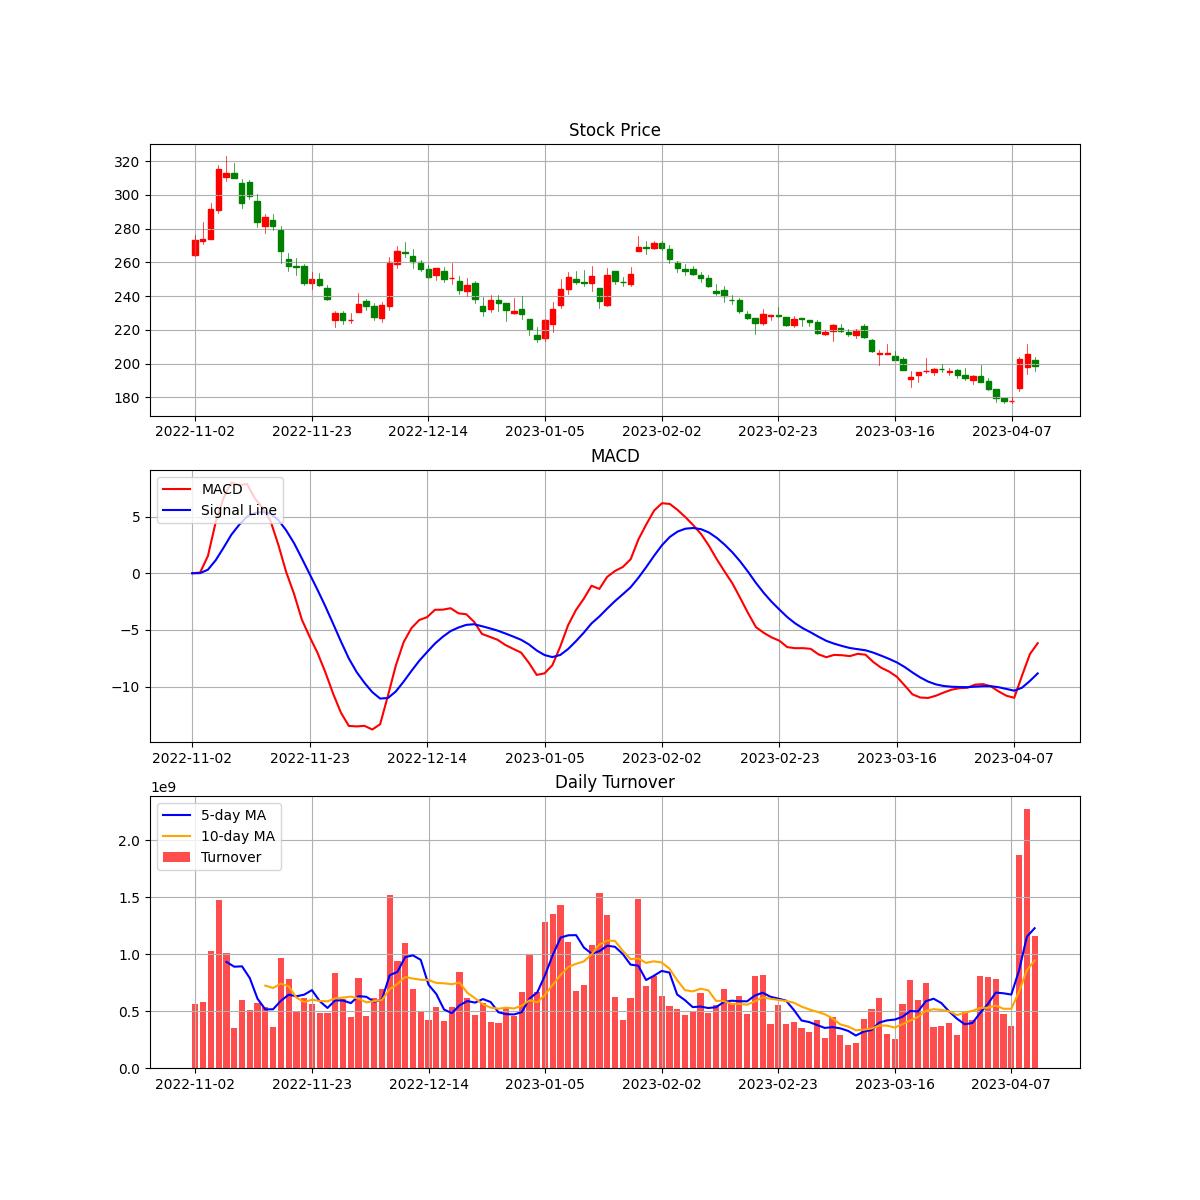 Stock Price
320
300
280
260
240
220
200
180
2022-11-02 2022-11-23 2022-12-14 2023-01-05 2023-02-02 2023-02-23 2023-03-16 2023-04-07
MACD
MACD
Signal Line
5
0
−5
−10
2022-11-02 2022-11-23 2022-12-14 2023-01-05 2023-02-02 2023-02-23 2023-03-16 2023-04-07
Daily Turnover
1e9
5-day MA
10-day MA
Turnover
2.0
1.5
1.0
0.5
0.0
2022-11-02 2022-11-23 2022-12-14 2023-01-05 2023-02-02 2023-02-23 2023-03-16 2023-04-07